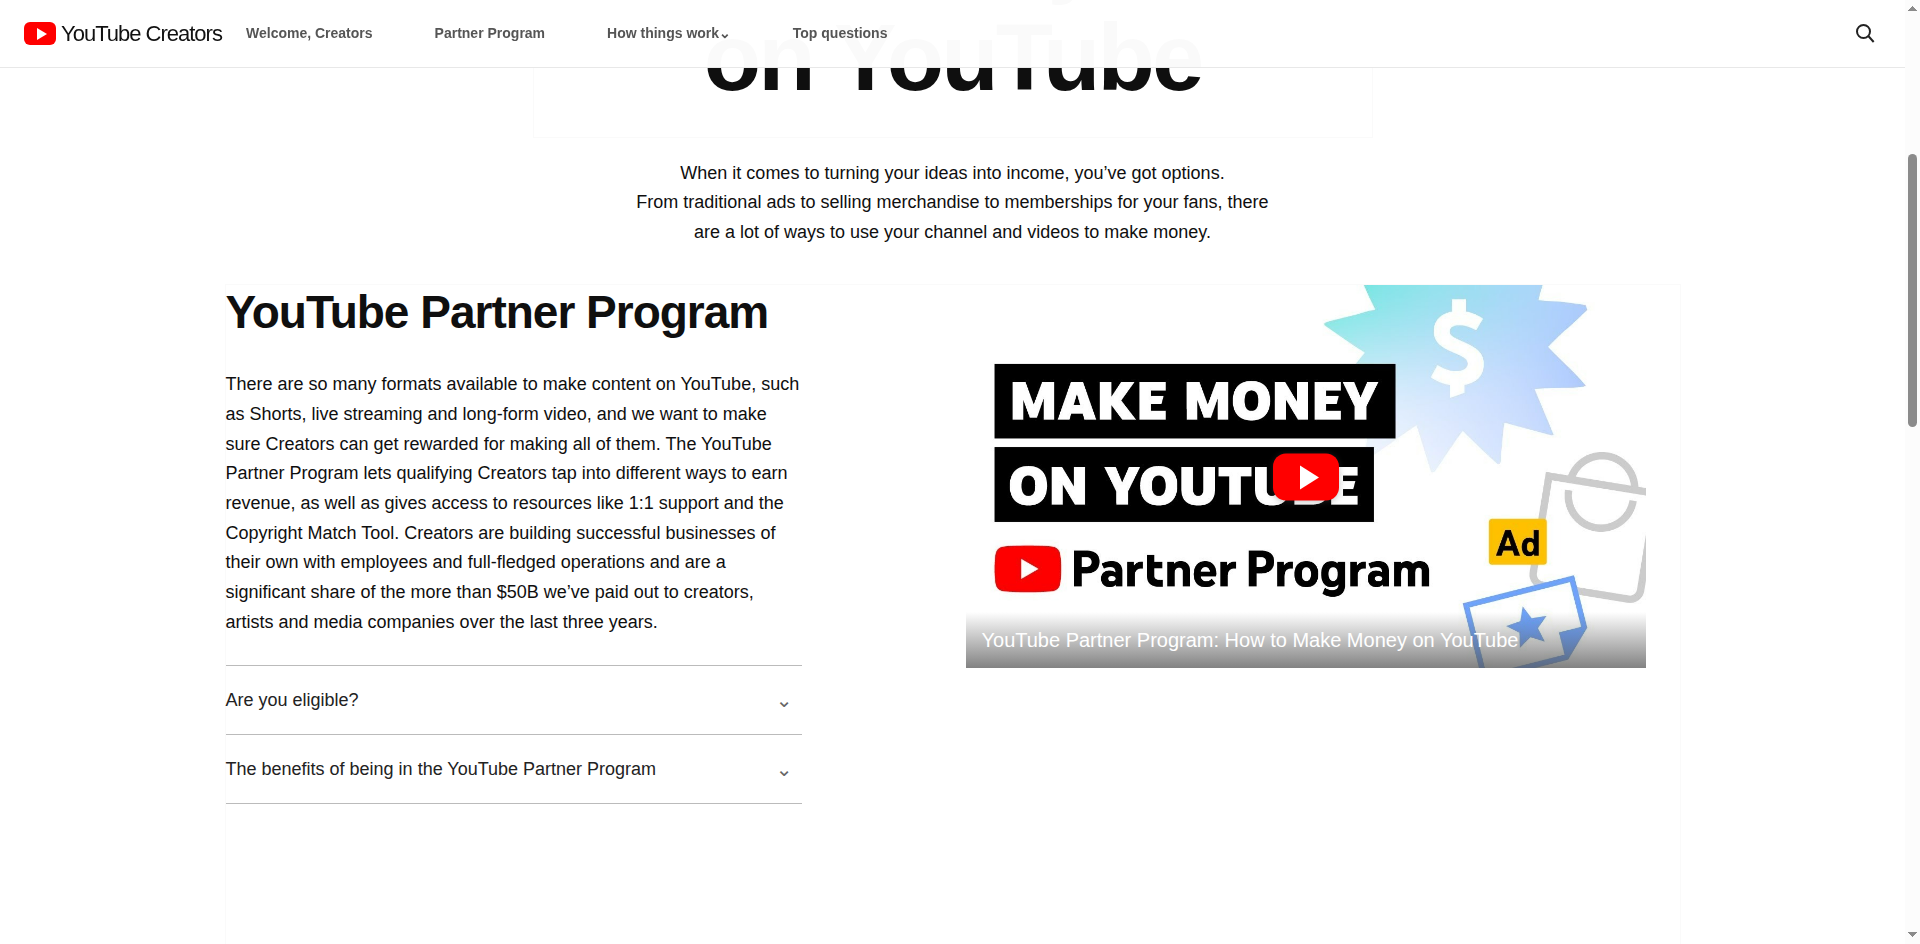 YouTube Creators
Welcome, Creators
Partner Program
How things work
Top questions
on YouTube
When it comes to turning your ideas into income, you’ve got options.
From traditional ads to selling merchandise to memberships for your fans, there
are a lot of ways to use your channel and videos to make money.
YouTube Partner Program
There are so many formats available to make content on YouTube, such
as Shorts, live streaming and long-form video, and we want to make
sure Creators can get rewarded for making all of them. The YouTube
Partner Program lets qualifying Creators tap into different ways to earn
revenue, as well as gives access to resources like 1:1 support and the
Copyright Match Tool. Creators are building successful businesses of
their own with employees and full-fledged operations and are a
significant share of the more than $50B we’ve paid out to creators,
artists and media companies over the last three years.
Are you eligible?
The benefits of being in the YouTube Partner Program
$
MAKE MONEY
ON YOUTUBE
Ad
Partner Program
YouTube Partner Program: How to Make Money on YouTube